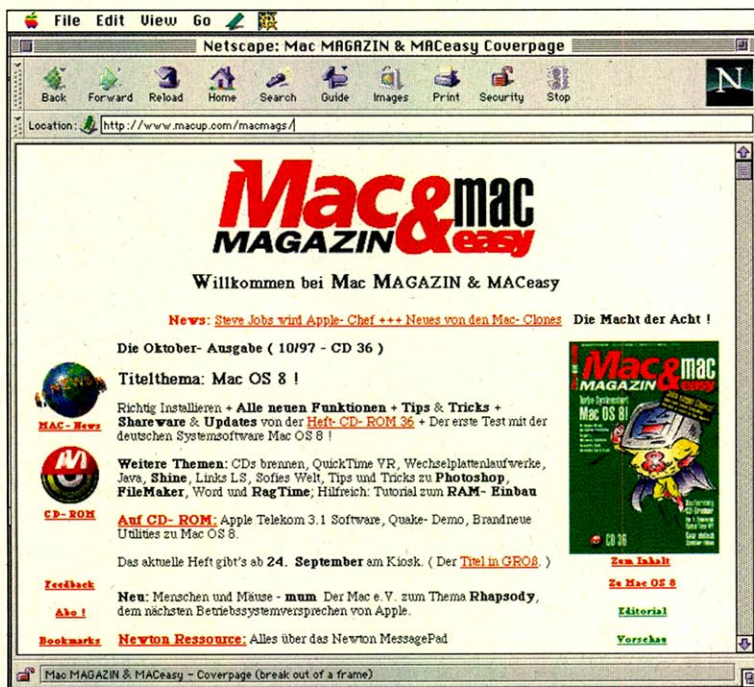 File Edit View Go
Netscape: Mac MAGAZIN & MACeasy Coverpage
Back Forward Reload Home Search Guide Images Print Security Stop
N
Location: http://www.macup.com/macmags/
Mac & mac
MAGAZIN easy
Willkommen bei Mac MAGAZIN & MACeasy
News: Steve Jobs wird Apple- Chef +++ Neues von den Mac- Clones
Die Macht der Acht !
Die Oktober- Ausgabe ( 10/97 - CD 36 )
Titelthema: Mac OS 8 !
Richtig Installieren + Alle neuen Funktionen + Tips & Tricks +
Shareware & Updates von der Heft- CD- ROM 36 + Der erste Test mit der
deutschen Systemsoftware Mac OS 8 !
Weitere Themen: CDs brennen, QuickTime VR, Wechselplattenlaufwerke,
Java, Shine, Links LS, Sofies Welt, Tips und Tricks zu Photoshop,
FileMaker, Word und RagTime; Hilfreich: Tutorial zum RAM- Einbau
Auf CD- ROM: Apple Telekom 3.1 Software, Quake- Demo, Brandneue
Utilities zu Mac OS 8.
Das aktuelle Heft gibt's ab 24. September am Kiosk. ( Der Titel in GROß. )
Neu: Menschen und Mäuse - mum Der Mac e.V. zum Thema Rhapsody,
dem nächsten Betriebssystemversprechen von Apple.
Newton Ressource: Alles über das Newton MessagePad
NEWS
MAC- News
CD- ROM
Feedback
Abo !
Bookmarks
Mac & mac
MAGAZIN easy
Mac OS 8!
CD 36
Zum Inhalt
Zu Mac OS 8
Editorial
Vorschau
Mac MAGAZIN & MACeasy - Coverpage (break out of a frame)